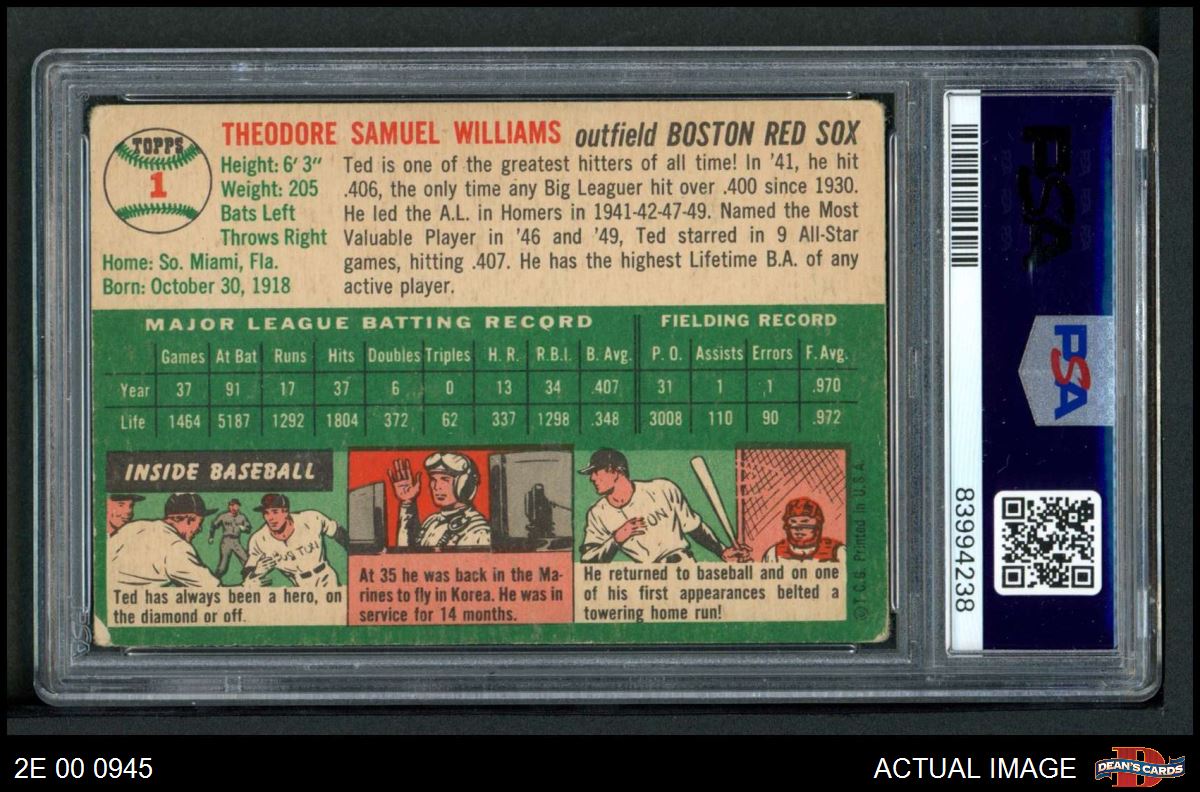 TOPPS
1
THEODORE SAMUEL WILLIAMS outfield BOSTON RED SOX
Height: 6' 3"
Weight: 205
Bats Left
Throws Right
Home: So. Miami, Fla.
Born: October 30, 1918
Ted is one of the greatest hitters of all time! In '41, he hit
.406, the only time any Big Leaguer hit over .400 since 1930.
He led the A.L. in Homers in 1941-42-47-49. Named the Most
Valuable Player in '46 and '49, Ted starred in 9 All-Star
games, hitting .407. He has the highest Lifetime B.A. of any
active player.
MAJOR LEAGUE BATTING RECORD FIELDING RECORD
Games At Bat Runs Hits Doubles Triples H. R. R.B.I. B. Avg. P. O. Assists Errors F. Avg.
Year 37 91 17 37 6 0 13 34 .407 31 1 1 .970
Life 1464 5187 1292 1804 372 62 337 1298 .348 3008 110 90 .972
INSIDE BASEBALL
Ted has always been a hero, on
the diamond or off.
At 35 he was back in the Ma-
rines to fly in Korea. He was in
service for 14 months.
He returned to baseball and on one
of his first appearances belted a
towering home run!
© T.C.G. Printed in U.S.A.
PSA
PSA
83994238
2E 00 0945
ACTUAL IMAGE
DEAN'S CARDS